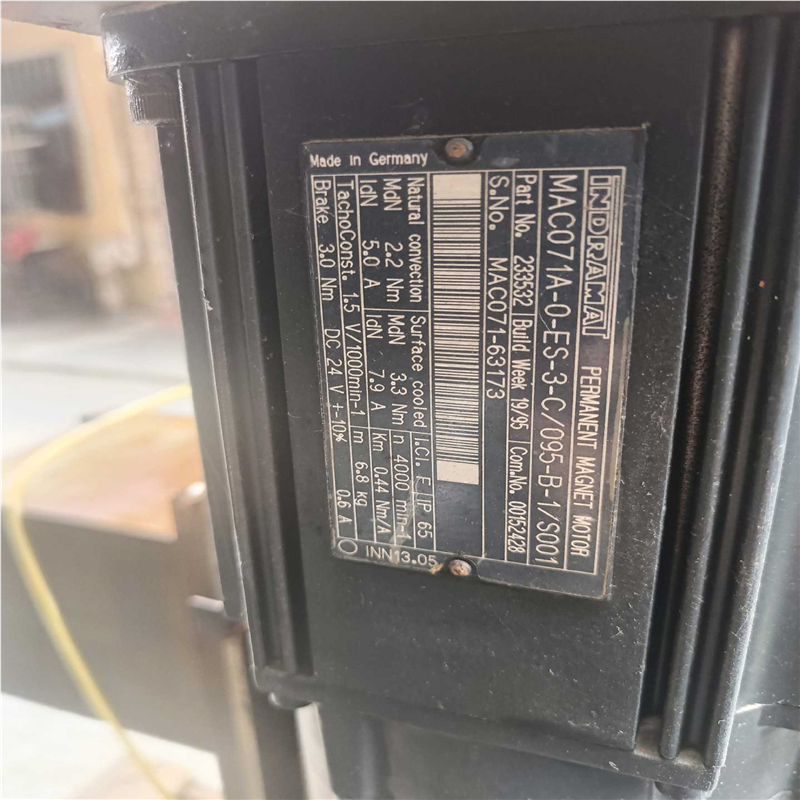 INDRAMAT PERMANENT MAGNET MOTOR
MAC071A-0-ES-3-C/095-B-1/S001
Part No. 233532 Build Week 19/95 Com.No. 00152428
S.No. MAC071-63173
Natural convection Surface cooled I.Cl. F IP 65
MdN 2.2 Nm MdN 3.3 Nm n 4000 min-1
IdN 5.0 A IdN 7.9 A Km 0.44 Nm/A
TachoConst. 1.5 V/1000min-1 m 6.8 kg
Brake 3.0 Nm DC 24 V +-10% 0.6 A
Made in Germany
INN13.05